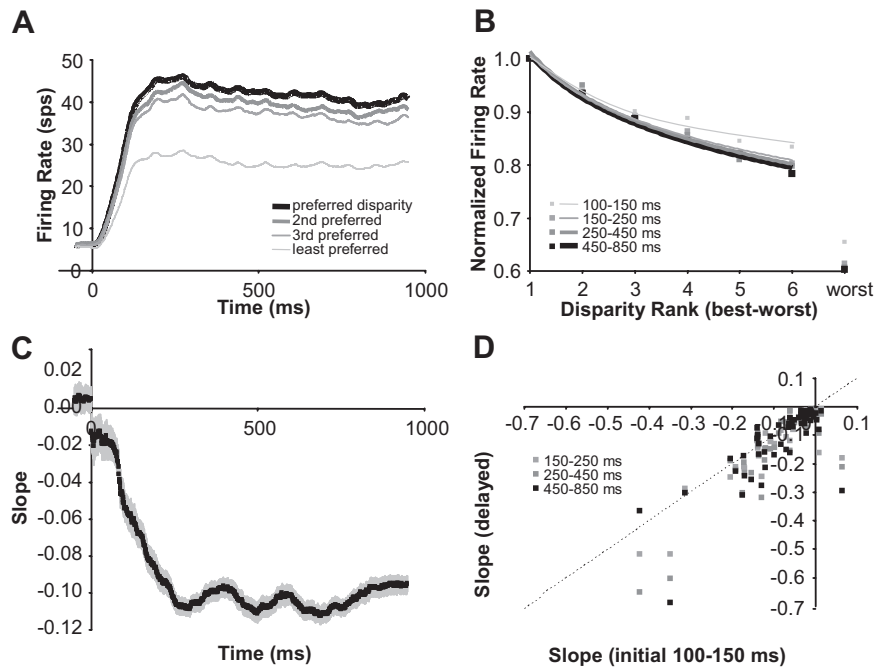 A
Firing Rate (sps)
50
40
30
20
10
0
0
500
1000
Time (ms)
preferred disparity
2nd preferred
3rd preferred
least preferred
B
Normalized Firing Rate
1.0
0.9
0.8
0.7
0.6
1 2 3 4 5 6 worst
Disparity Rank (best-worst)
100-150 ms
150-250 ms
250-450 ms
450-850 ms
C
Slope
0.02
0.00
-0.02
-0.04
-0.06
-0.08
-0.10
-0.12
0
500
1000
Time (ms)
D
Slope (delayed)
0.1
-0.7 -0.6 -0.5 -0.4 -0.3 -0.2 -0.1 0.0 0.1
-0.1
-0.2
-0.3
-0.4
-0.5
-0.6
-0.7
150-250 ms
250-450 ms
450-850 ms
Slope (initial 100-150 ms)